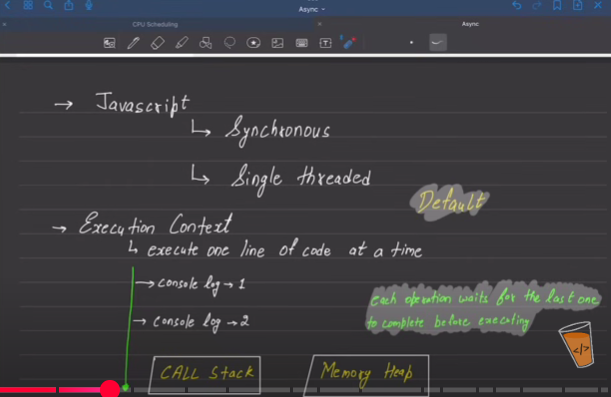 Async
CPU Scheduling
Async
→ Javascript
↳ Synchronous
↳ Single threaded
Default
→ Execution Context
↳ execute one line of code at a time
→ console log → 1
→ console log → 2
each operation waits for the last one
to complete before executing
</>
CALL Stack
Memory Heap